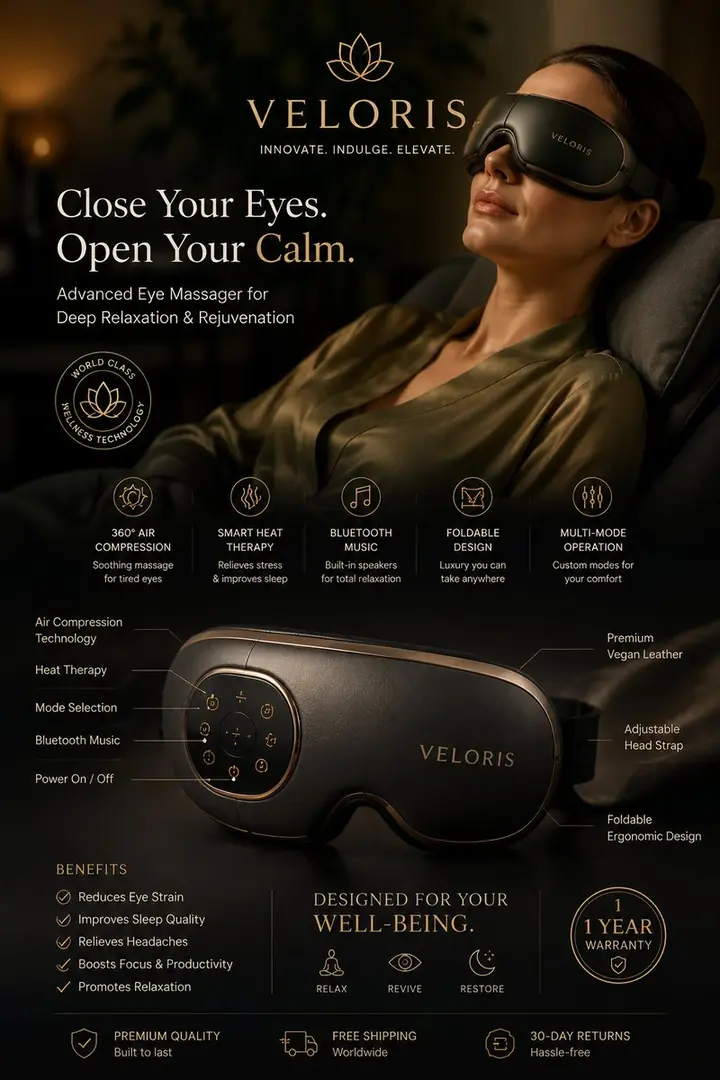 VELORIS
INNOVATE. INDULGE. ELEVATE.
VELORIS
Close Your Eyes.
Open Your Calm.
Advanced Eye Massager for
Deep Relaxation & Rejuvenation
WORLD CLASS
WELLNESS TECHNOLOGY
360° AIR
COMPRESSION
Soothing massage
for tired eyes
SMART HEAT
THERAPY
Relieves stress
& improves sleep
BLUETOOTH
MUSIC
Built-in speakers
for total relaxation
FOLDABLE
DESIGN
Luxury you can
take anywhere
MULTI-MODE
OPERATION
Custom modes for
your comfort
Air Compression
Technology
Heat Therapy
Mode Selection
Bluetooth Music
Power On / Off
VELORIS
Premium
Vegan Leather
Adjustable
Head Strap
Foldable
Ergonomic Design
BENEFITS
Reduces Eye Strain
Improves Sleep Quality
Relieves Headaches
Boosts Focus & Productivity
Promotes Relaxation
DESIGNED FOR YOUR
WELL-BEING.
RELAX
REVIVE
RESTORE
1
1 YEAR
WARRANTY
PREMIUM QUALITY
Built to last
FREE SHIPPING
Worldwide
30-DAY RETURNS
Hassle-free